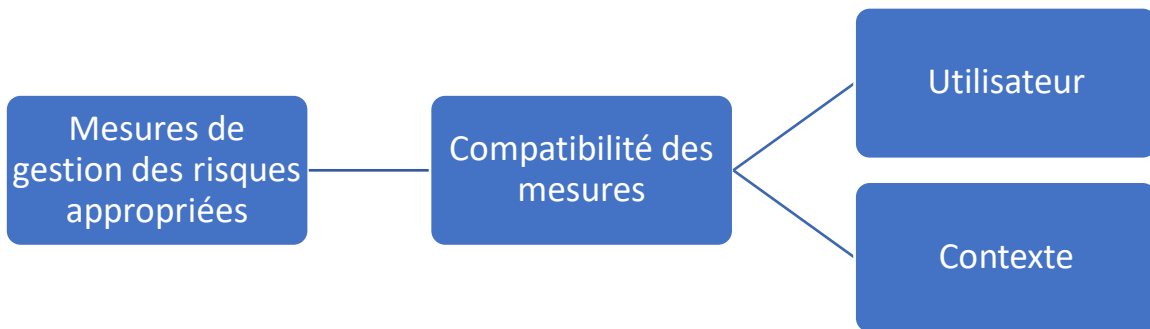 Mesures de
gestion des risques
appropriées
Compatibilité des
mesures
Utilisateur
Contexte